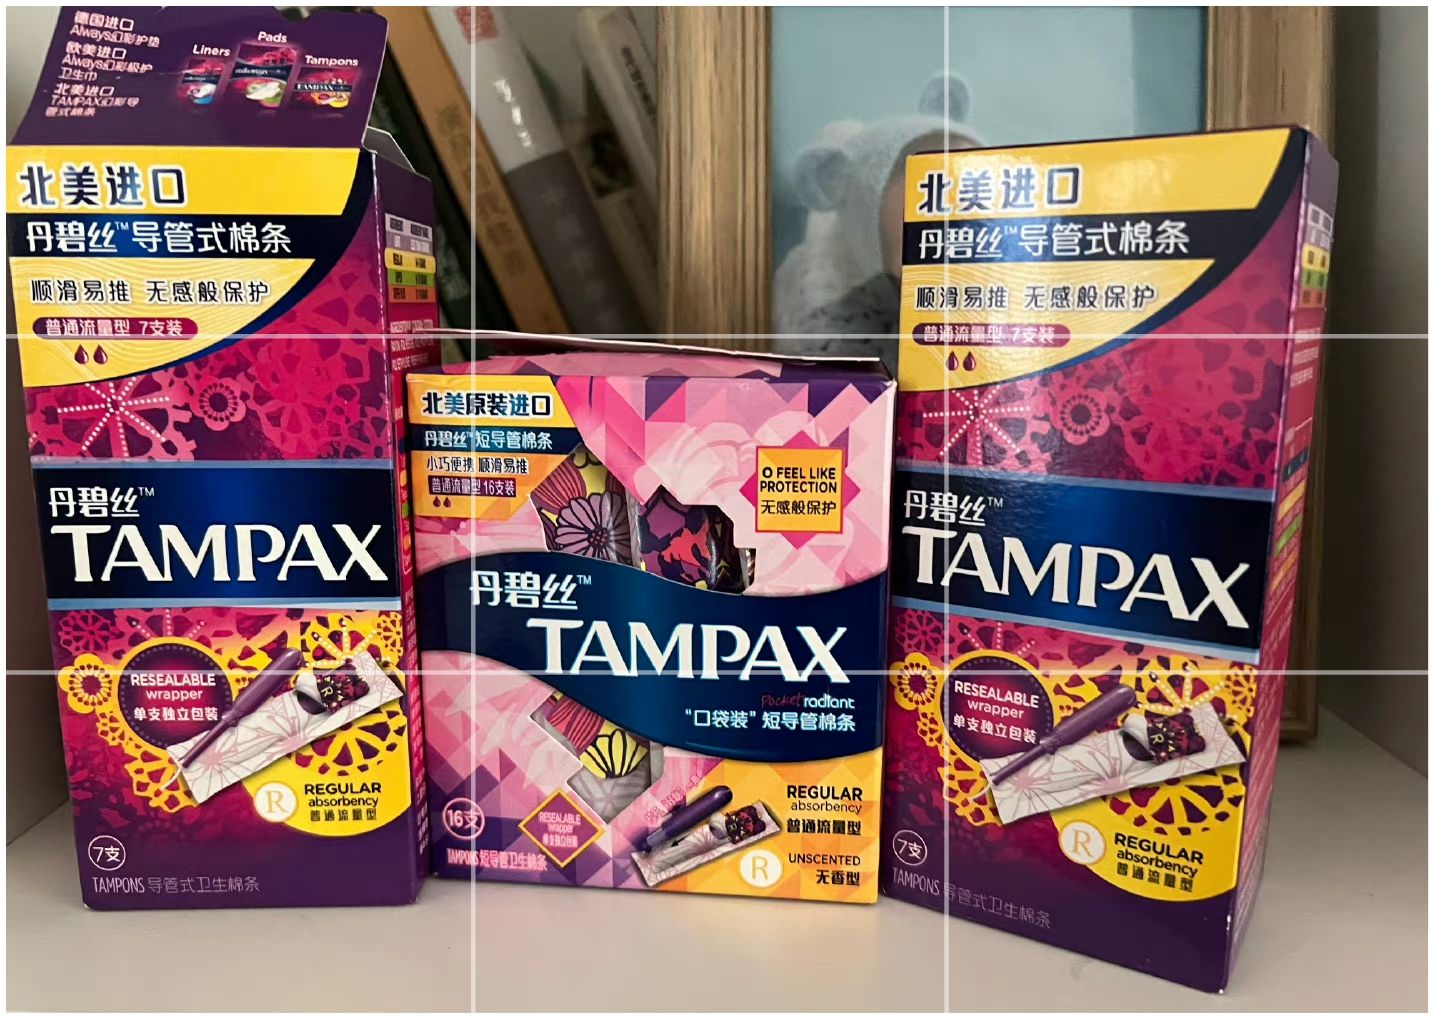 德国进口
Always幻彩护垫
欧美进口
Always幻彩极护
卫生巾
北美进口
TAMPAX幻彩导
管式棉条
Liners
Pads
Tampons
TAMPAX
北美进口
丹碧丝™导管式棉条
顺滑易推 无感般保护
普通流量型 7支装
丹碧丝™
TAMPAX
RESEALABLE
wrapper
单支独立包装
R REGULAR
absorbency
普通流量型
7支
TAMPONS 导管式卫生棉条
北美原装进口
丹碧丝™短导管棉条
小巧便携 顺滑易推
普通流量型 16支装
O FEEL LIKE
PROTECTION
无感般保护
丹碧丝™
TAMPAX
Pocket radiant
“口袋装” 短导管棉条
16支
TAMPONS 短导管卫生棉条
RESEALABLE
wrapper
单支独立包装
REGULAR
absorbency
普通流量型
R UNSCENTED
无香型
北美进口
丹碧丝™导管式棉条
顺滑易推 无感般保护
普通流量型 7支装
丹碧丝™
TAMPAX
RESEALABLE
wrapper
单支独立包装
R REGULAR
absorbency
普通流量型
7支
TAMPONS 导管式卫生棉条